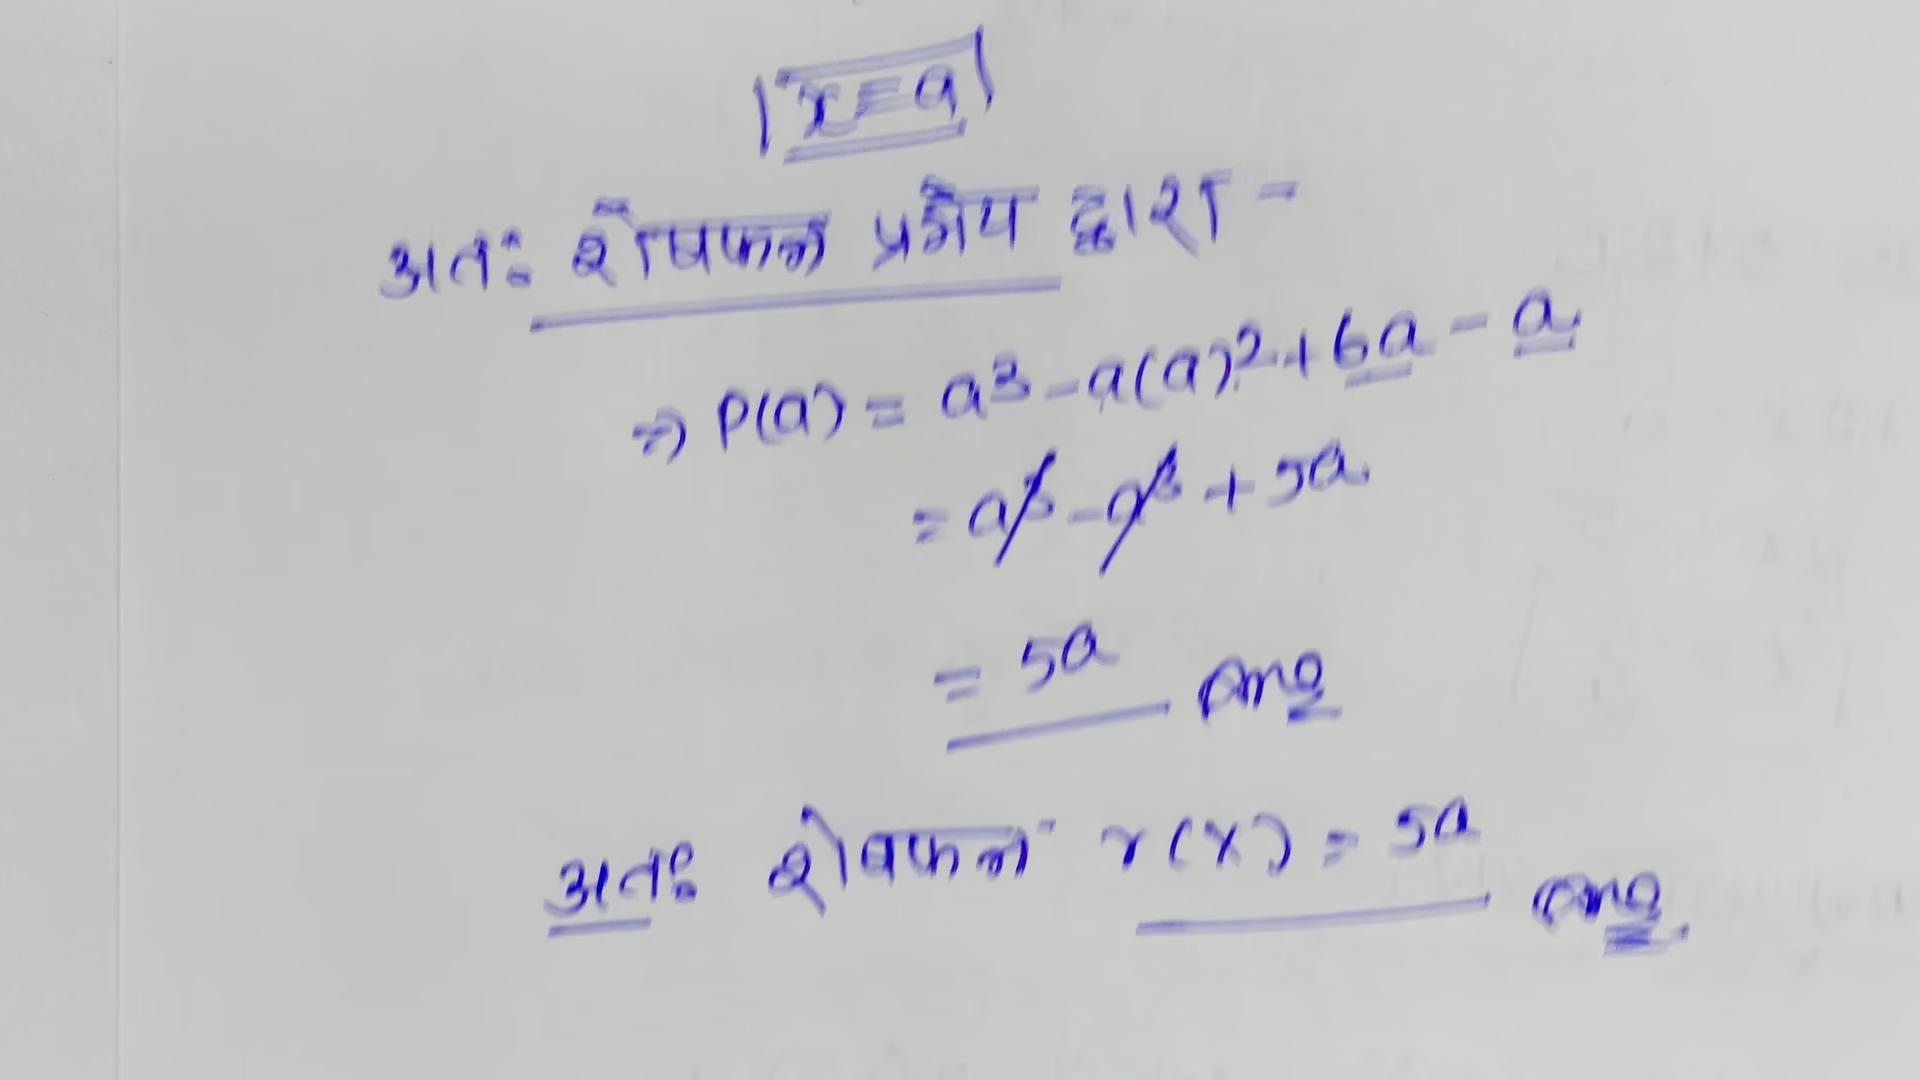 x=a
अतः शेषफल प्रमेय द्वारा -
⇒ P(a) = a³-a(a)²+6a-a
= a³-a³+5a
= 5a Ans
अतः शेषफल r(x) = 5a Ans.